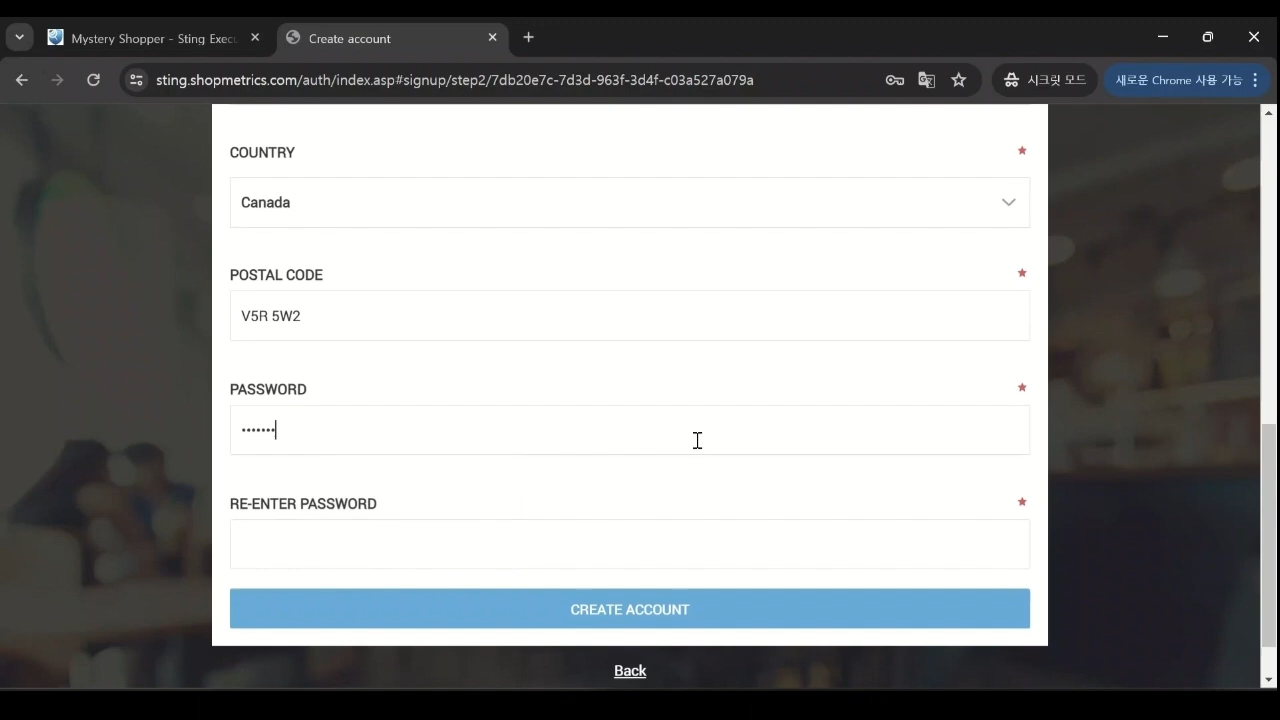 Mystery Shopper - Sting Execu
Create account
sting.shopmetrics.com/auth/index.asp#signup/step2/7db20e7c-7d3d-963f-3d4f-c03a527a079a
시크릿 모드
새로운 Chrome 사용 가능
COUNTRY *
Canada
POSTAL CODE *
V5R 5W2
PASSWORD *
•••••••
RE-ENTER PASSWORD *
CREATE ACCOUNT
Back